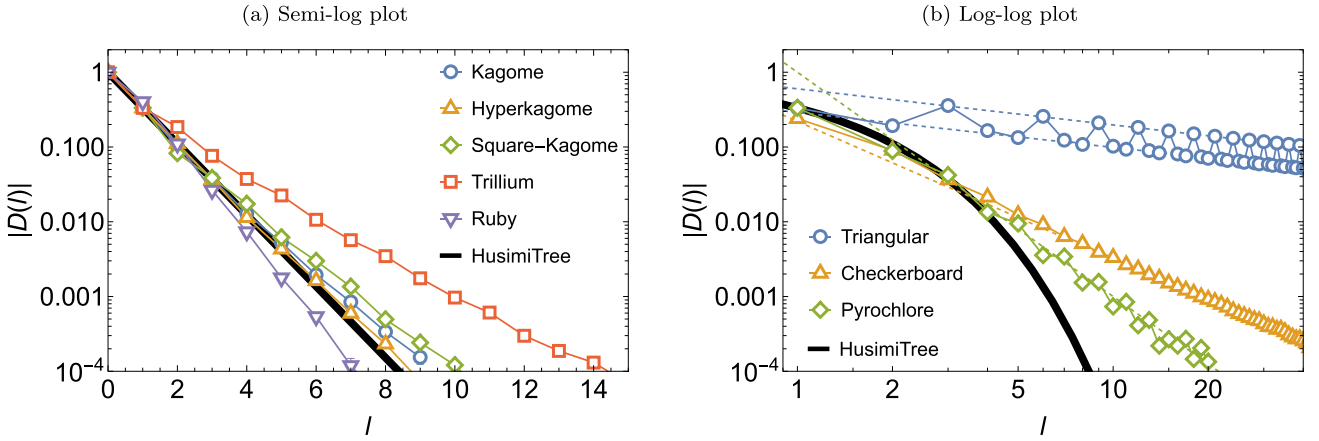 (a) Semi-log plot
1
0.100
0.010
0.001
10⁻⁴
|D(l)|
0 2 4 6 8 10 12 14
l
Kagome
Hyperkagome
Square-Kagome
Trillium
Ruby
HusimiTree
(b) Log-log plot
1
0.100
0.010
0.001
10⁻⁴
|D(l)|
1 2 5 10 20
l
Triangular
Checkerboard
Pyrochlore
HusimiTree